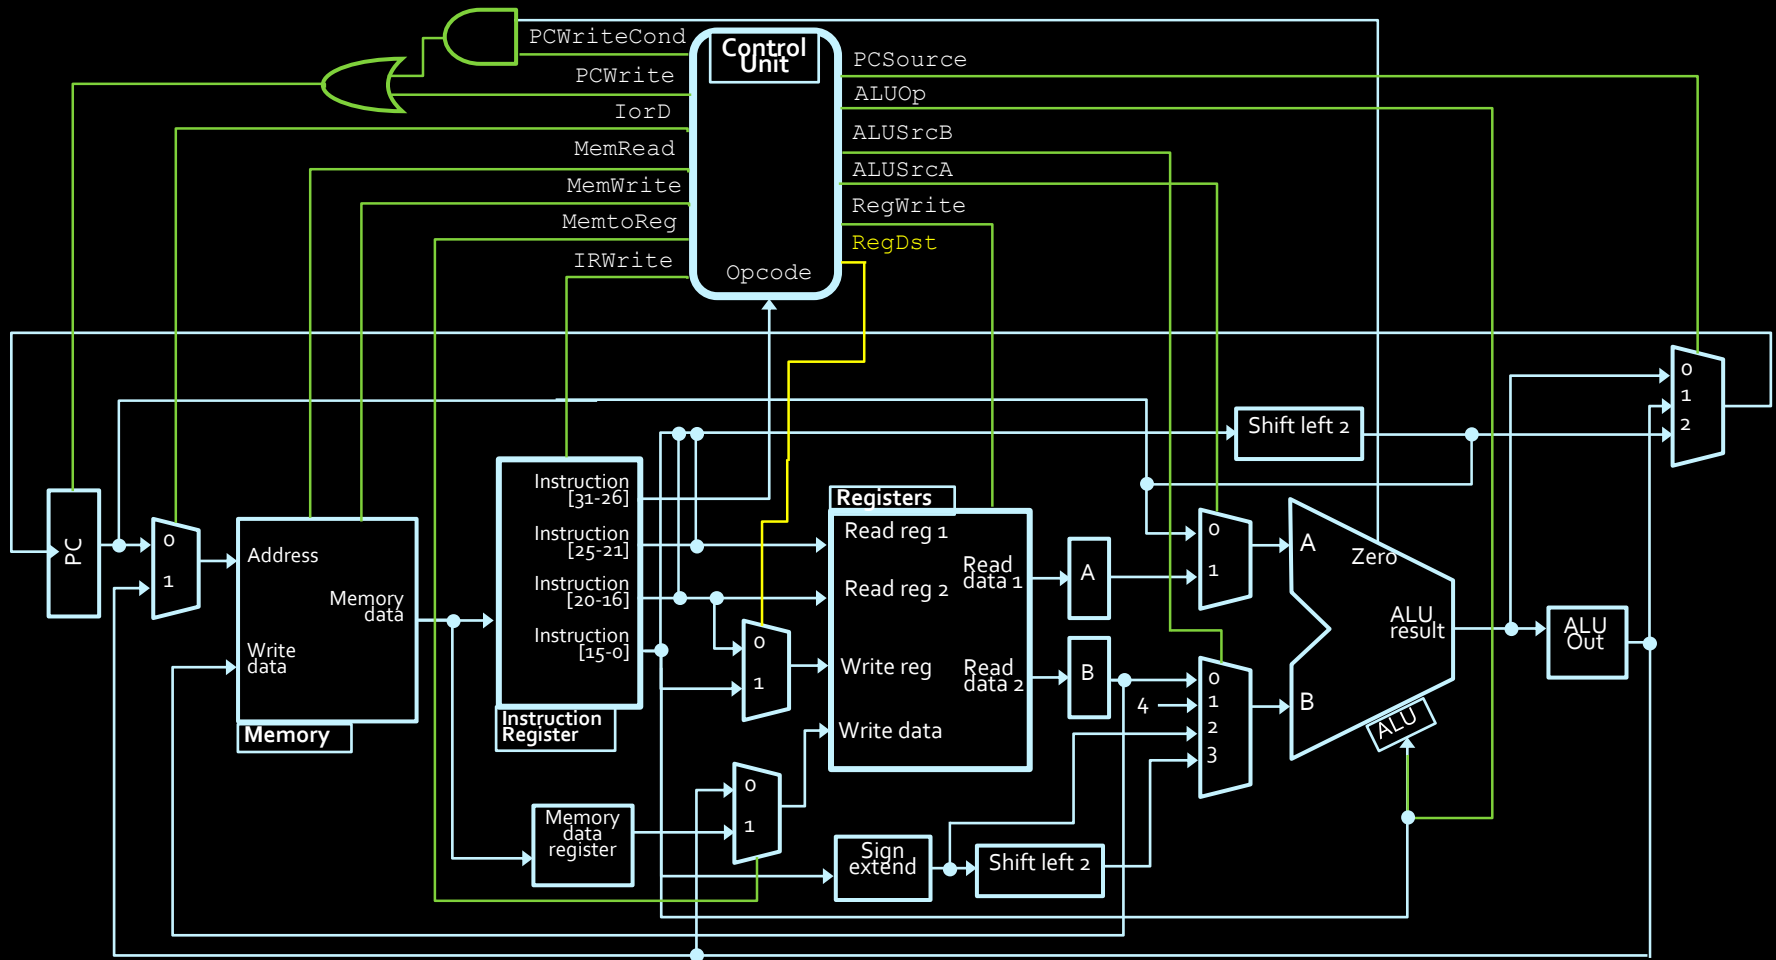 PCWriteCond
PCWrite
IorD
MemRead
MemWrite
MemtoReg
IRWrite
Control
Unit
Opcode
PCSource
ALUOp
ALUSrcB
ALUSrcA
RegWrite
RegDst
0
1
2
Shift left 2
PC
0
1
Address
Memory
data
Write
data
Memory
Instruction
[31-26]
Instruction
[25-21]
Instruction
[20-16]
Instruction
[15-0]
Instruction
Register
0
1
Registers
Read reg 1
Read reg 2
Write reg
Write data
Read
data 1
Read
data 2
A
B
4
0
1
0
1
2
3
A
B
Zero
ALU
result
ALU
ALU
Out
Memory
data
register
0
1
Sign
extend
Shift left 2